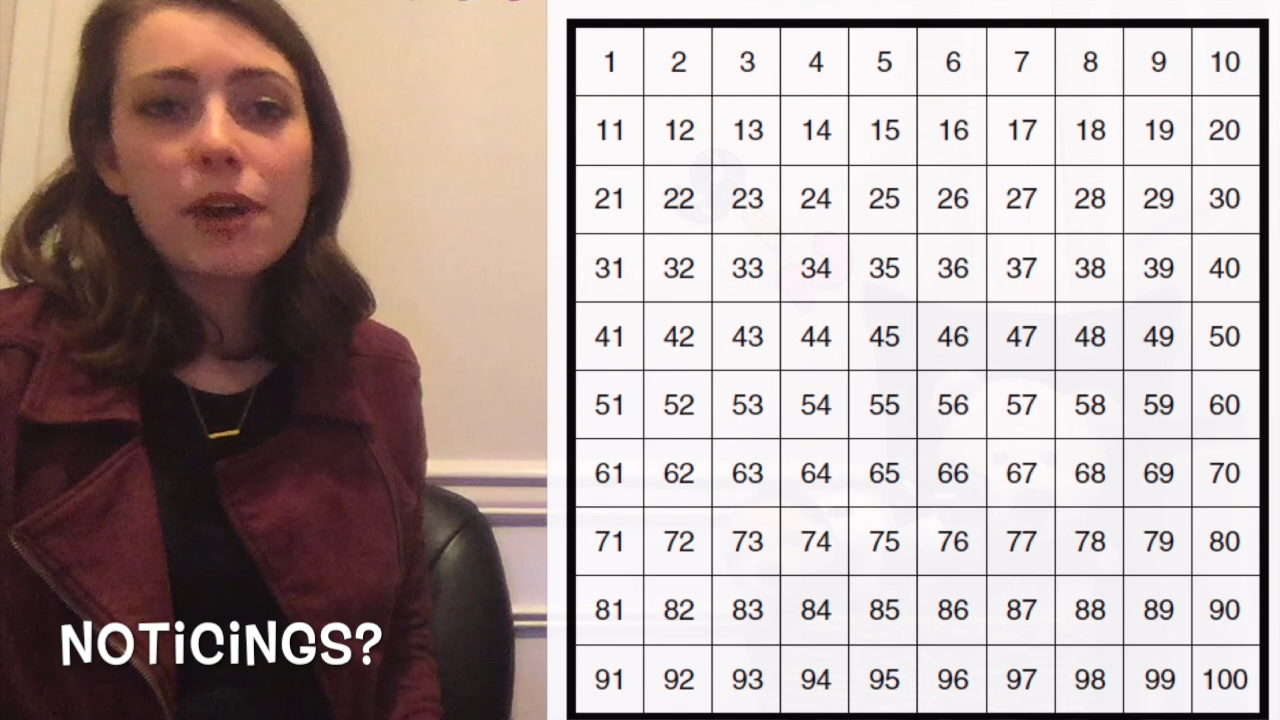 NOTiCiNGS?
1 2 3 4 5 6 7 8 9 10
11 12 13 14 15 16 17 18 19 20
21 22 23 24 25 26 27 28 29 30
31 32 33 34 35 36 37 38 39 40
41 42 43 44 45 46 47 48 49 50
51 52 53 54 55 56 57 58 59 60
61 62 63 64 65 66 67 68 69 70
71 72 73 74 75 76 77 78 79 80
81 82 83 84 85 86 87 88 89 90
91 92 93 94 95 96 97 98 99 100